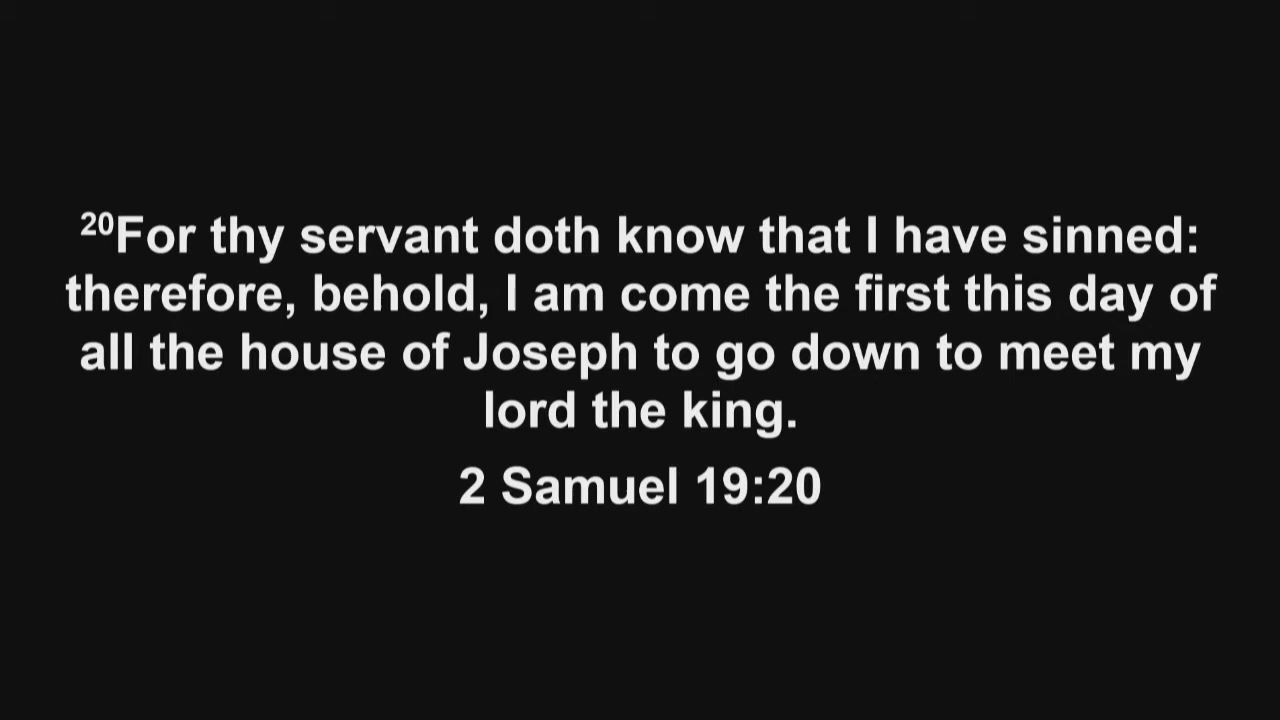 ²⁰For thy servant doth know that I have sinned:
therefore, behold, I am come the first this day of
all the house of Joseph to go down to meet my
lord the king.
2 Samuel 19:20